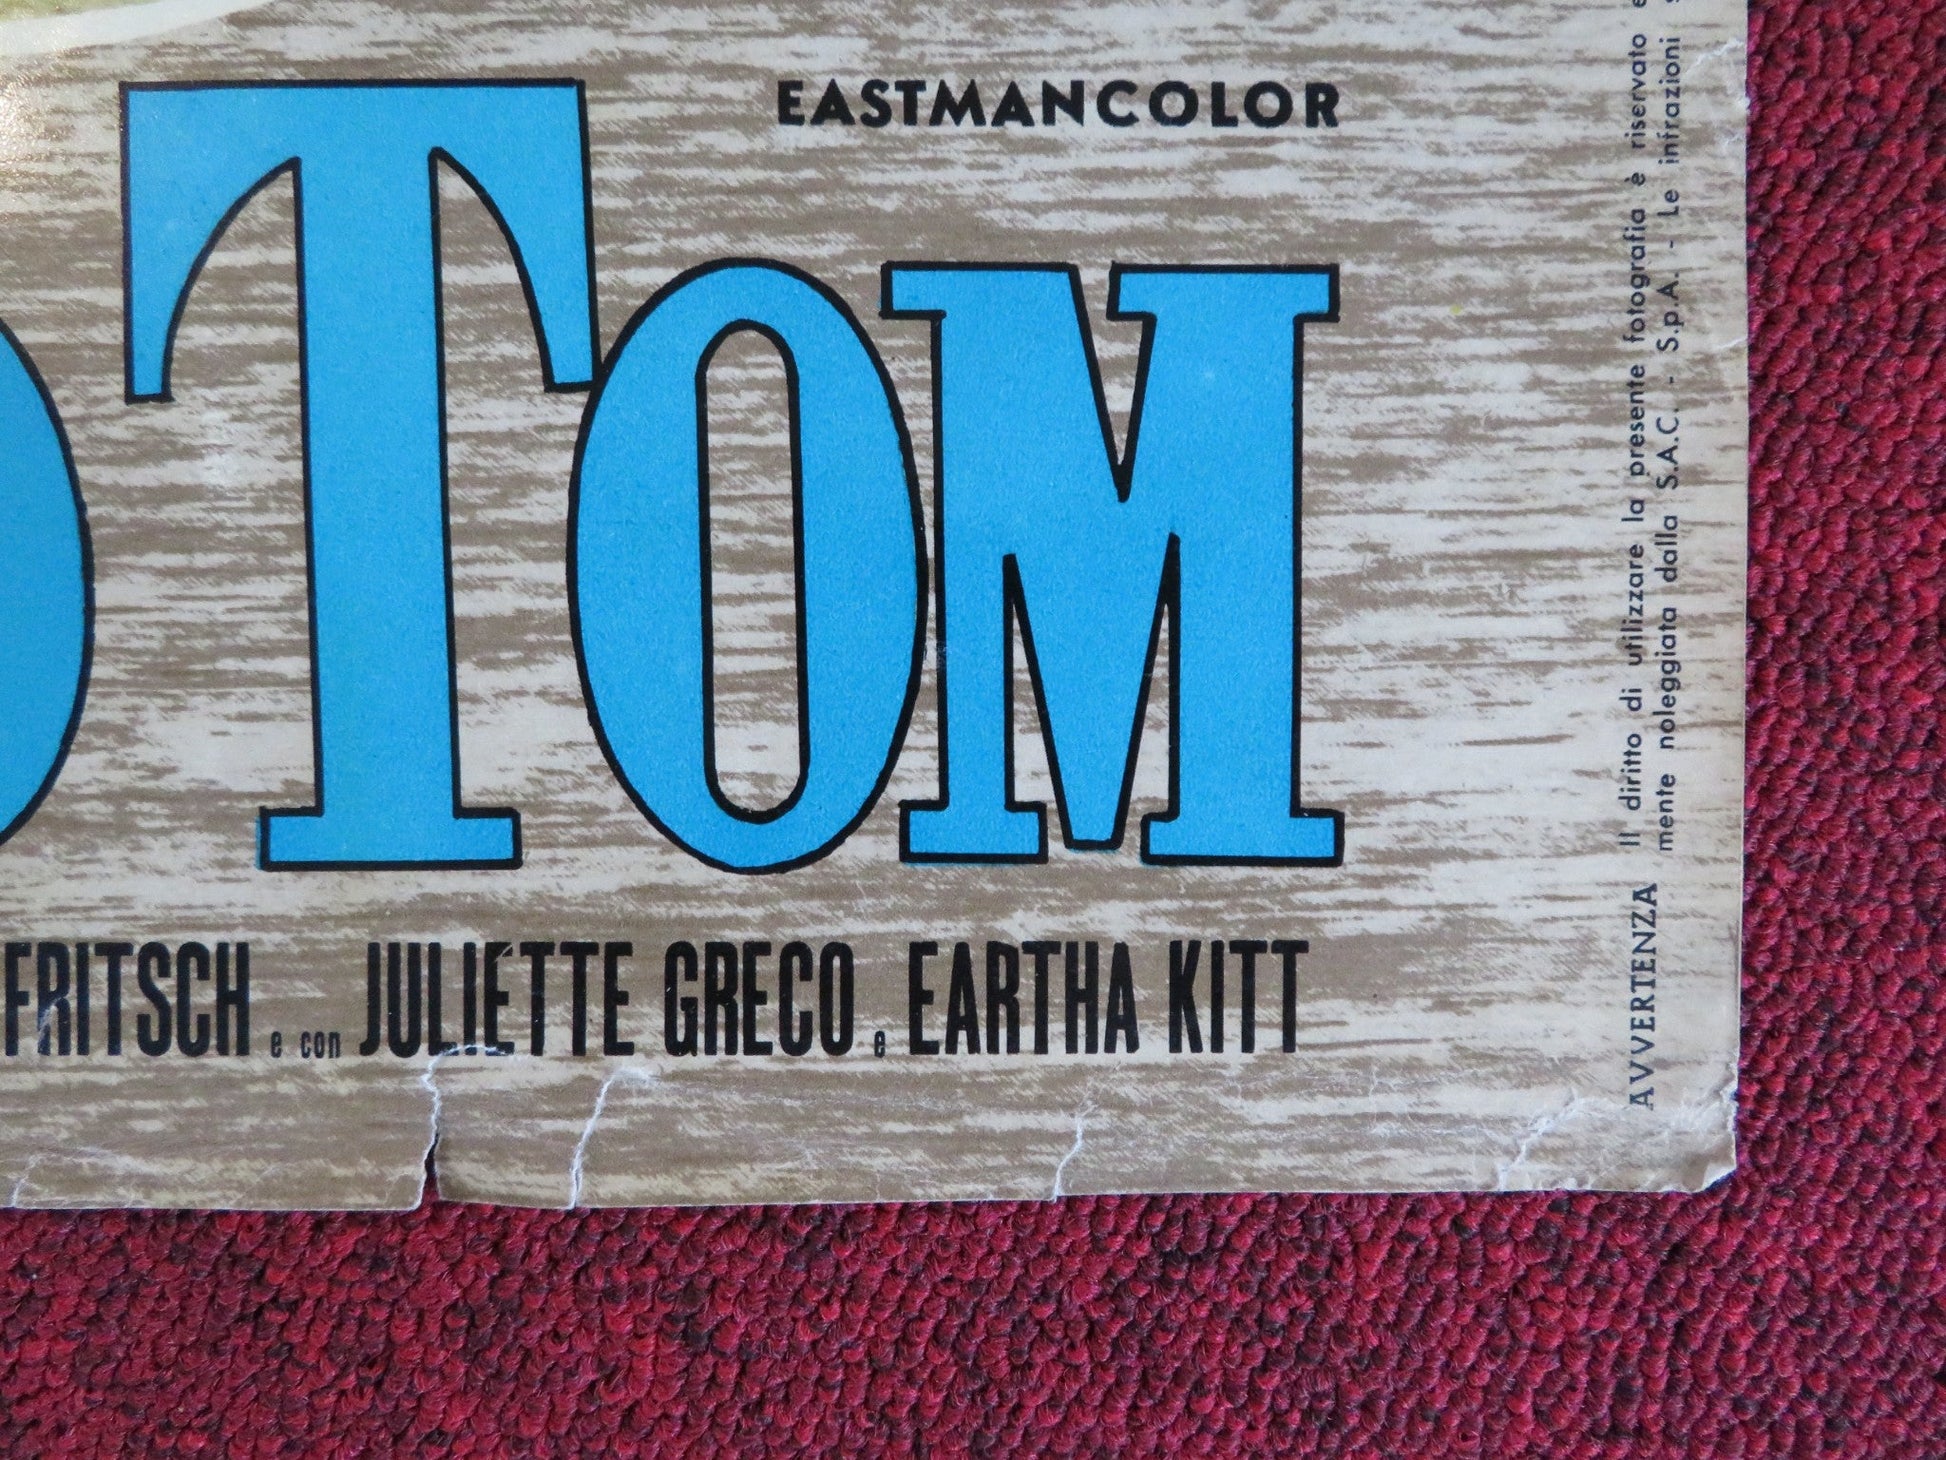 EASTMANCOLOR
TOM
FRITSCH e con JULIETTE GRECO e EARTHA KITT
AVVERTENZA Il diritto di utilizzare la presente fotografia è riservato
mente noleggiata dalla S.A.C. - S.p.A. - Le infrazioni